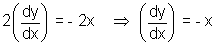 2(dy/dx) = - 2x ⇒ (dy/dx) = - x